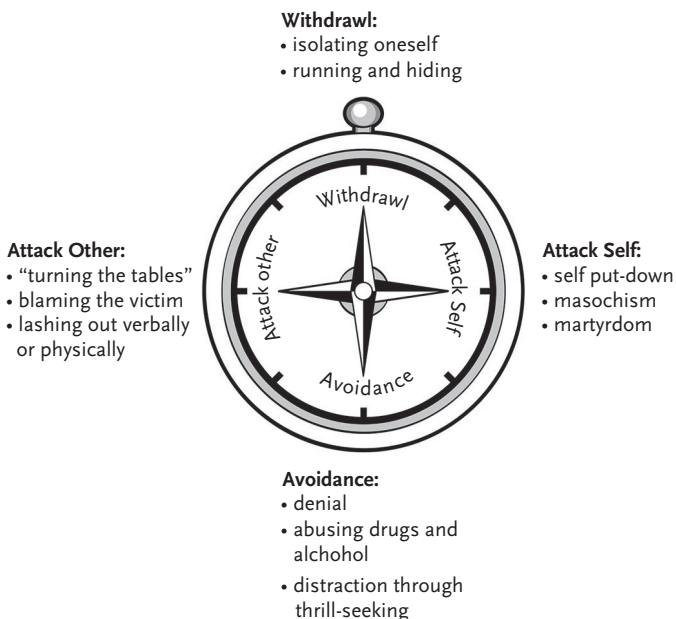 Withdrawl:
• isolating oneself
• running and hiding
Withdrawl
Attack other
Attack Self
Avoidance
Attack Other:
• “turning the tables”
• blaming the victim
• lashing out verbally
or physically
Attack Self:
• self put-down
• masochism
• martyrdom
Avoidance:
• denial
• abusing drugs and
alchohol
• distraction through
thrill-seeking